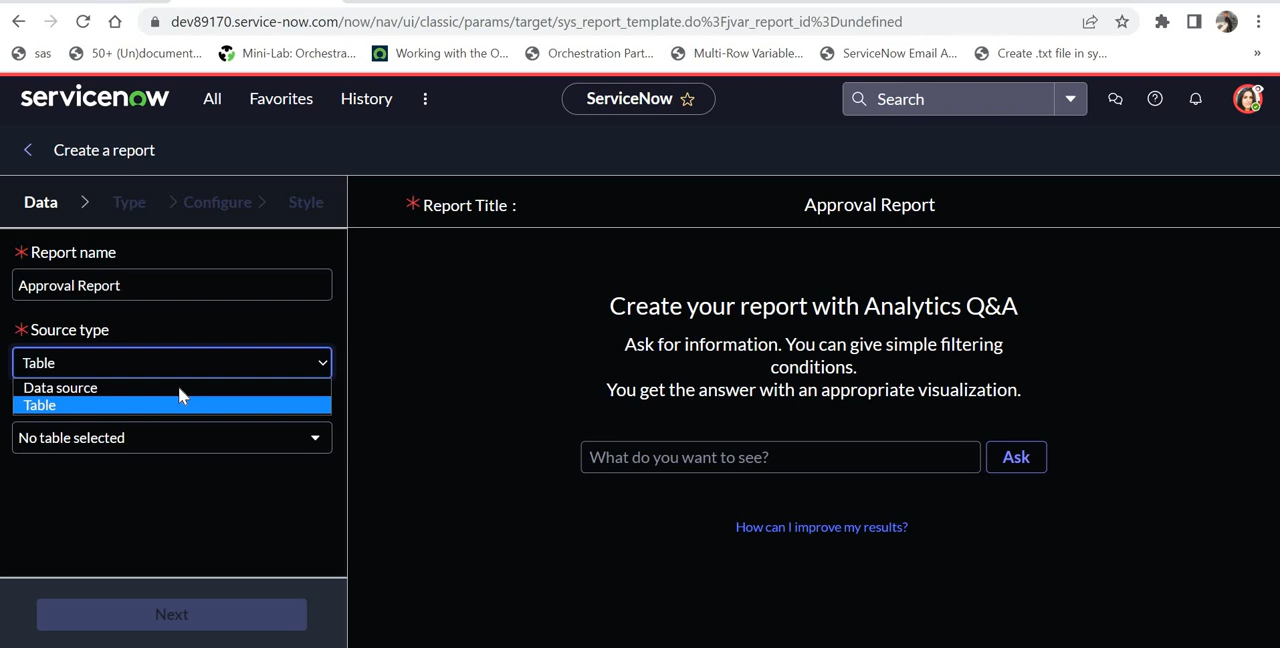 dev89170.service-now.com/now/nav/ui/classic/params/target/sys_report_template.do%3Fjvar_report_id%3Dundefined
sas 50+ (Un)document... Mini-Lab: Orchestra... Working with the O... Orchestration Part... Multi-Row Variable... ServiceNow Email A... Create .txt file in sy... »
servicenow All Favorites History ServiceNow Search
Create a report
Data Type Configure Style
* Report Title : Approval Report
* Report name
Approval Report
* Source type
Table
Data source
Table
No table selected
Next
Create your report with Analytics Q&A
Ask for information. You can give simple filtering
conditions.
You get the answer with an appropriate visualization.
What do you want to see? Ask
How can I improve my results?